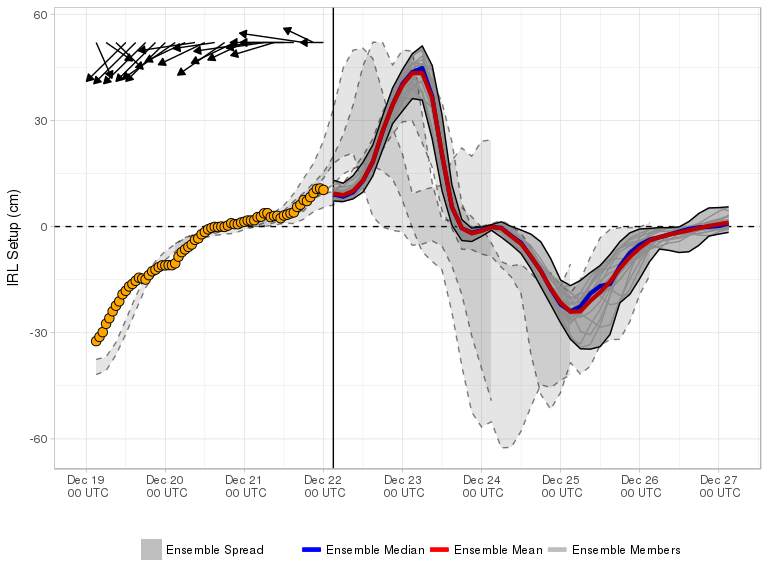 60
30
0
-30
-60
IRL Setup (cm)
Dec 19 Dec 20 Dec 21 Dec 22 Dec 23 Dec 24 Dec 25 Dec 26 Dec 27
00 UTC 00 UTC 00 UTC 00 UTC 00 UTC 00 UTC 00 UTC 00 UTC 00 UTC
Ensemble Spread Ensemble Median Ensemble Mean Ensemble Members